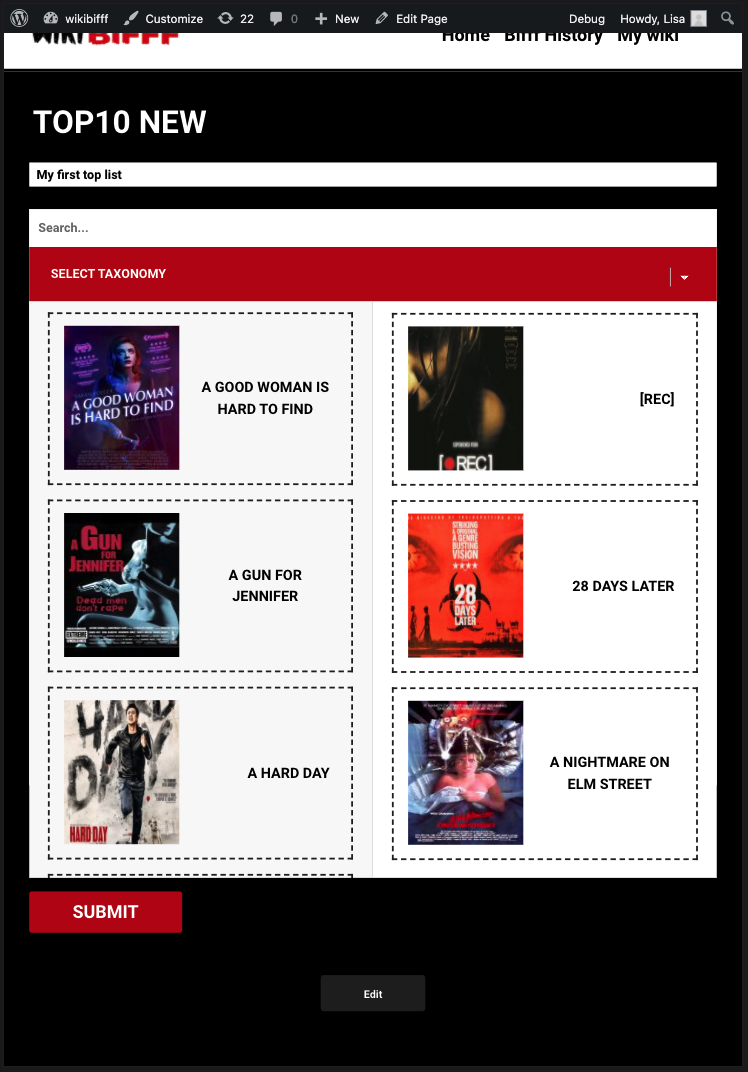 wikibifff
Customize
22
0
New
Edit Page
Debug
Howdy, Lisa
WIKIBIFFF
Home
Bifff History
My wiki
TOP10 NEW
My first top list
Search...
SELECT TAXONOMY
A GOOD WOMAN
IS HARD TO FIND
A GOOD WOMAN IS
HARD TO FIND
[REC]
[REC]
A GUN
FOR
JENNIFER
Dead men
don't rape
EXTREME
A GUN FOR
JENNIFER
STRIKING
& ORIGINAL
A GENRE
BUSTING
VISION
28
DAYS
LATER
28 DAYS LATER
HARD
DAY
HARD DAY
A HARD DAY
A NIGHTMARE ON
ELM STREET
SUBMIT
Edit